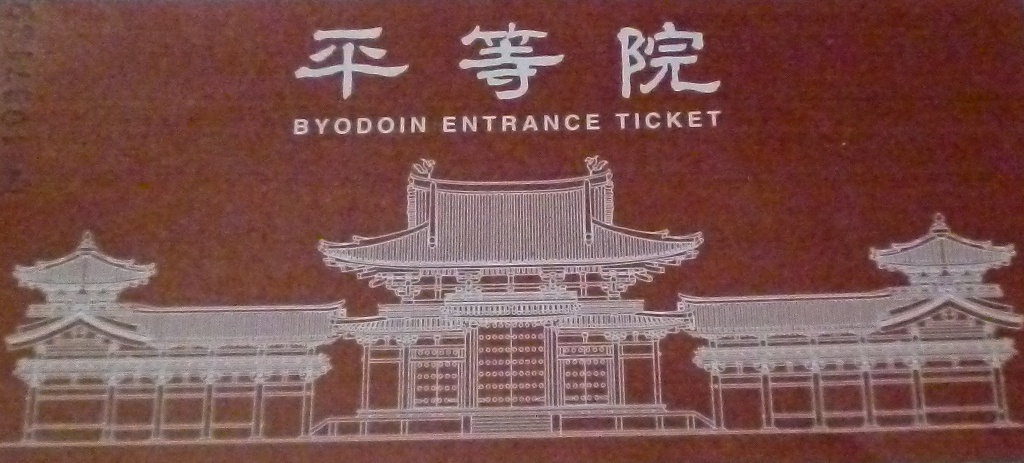 平等院
BYODOIN ENTRANCE TICKET